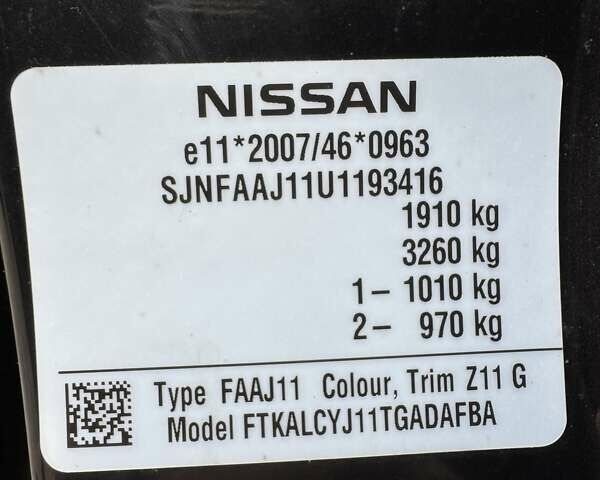 NISSAN
e11*2007/46*0963
SJNFAAJ11U1193416
1910 kg
3260 kg
1– 1010 kg
2– 970 kg
Type FAAJ11 Colour, Trim Z11 G
Model FTKALCYJ11TGADAFBA